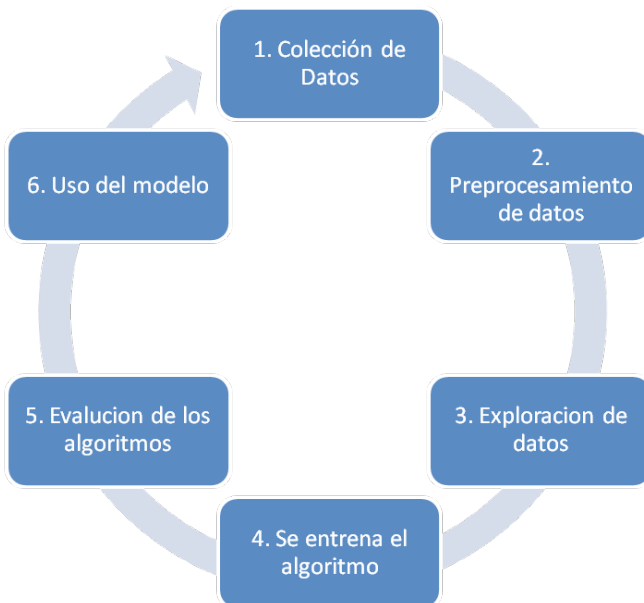 1. Colección de
Datos
2.
Preprocesamiento
de datos
3. Exploracion de
datos
4. Se entrena el
algoritmo
5. Evalucion de los
algoritmos
6. Uso del modelo